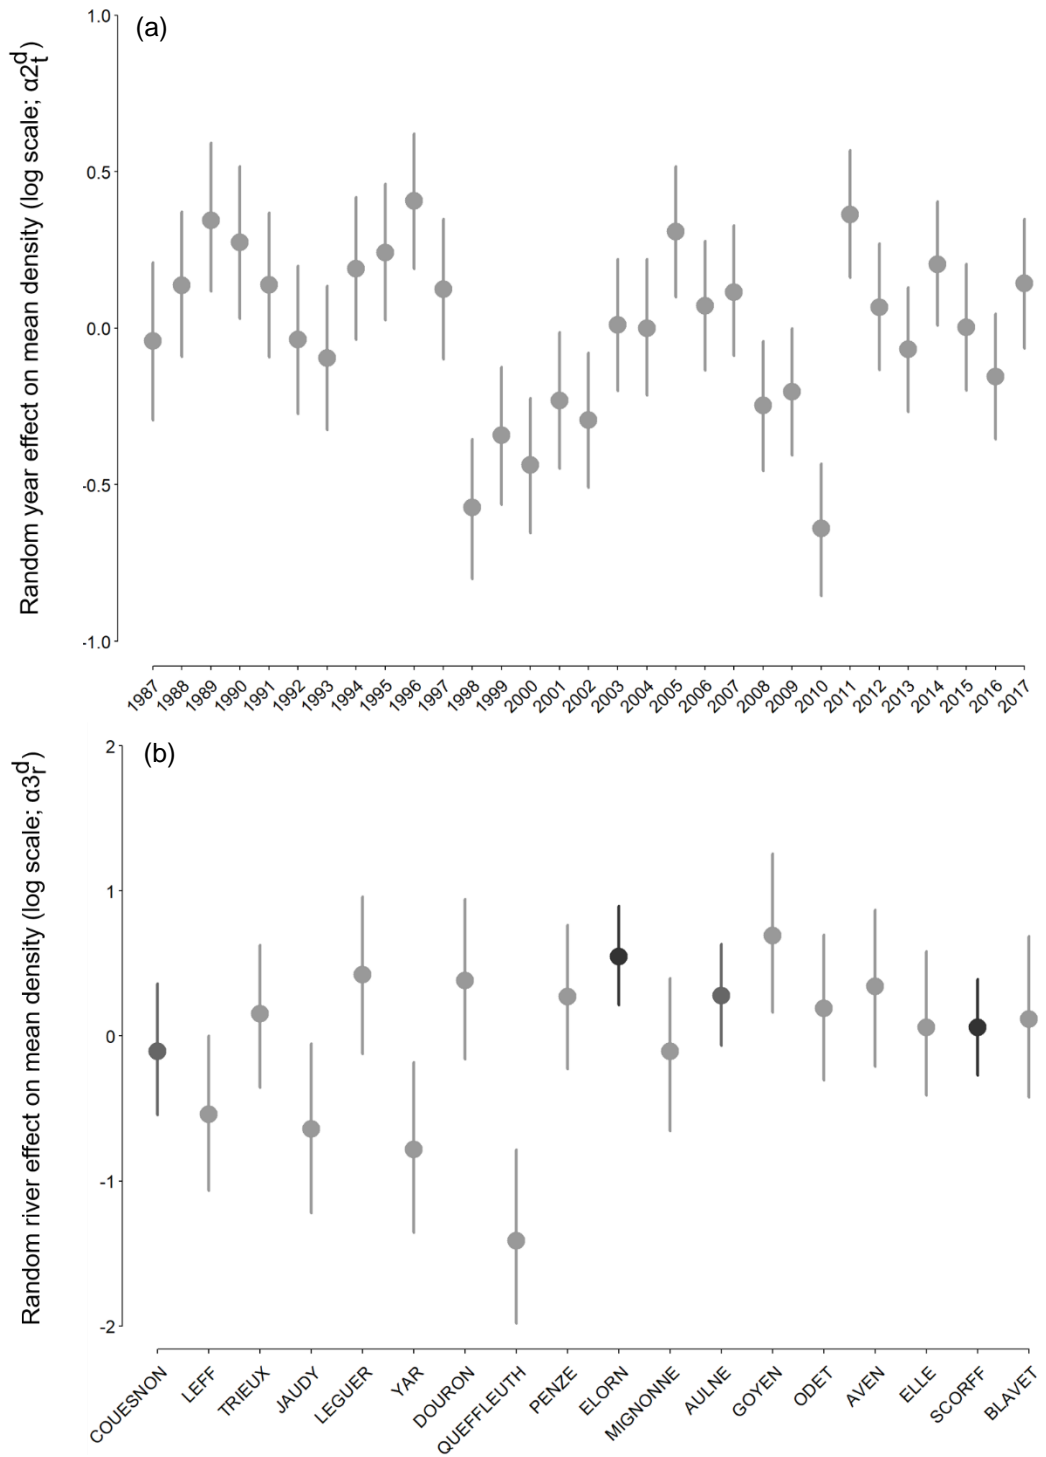 (a)
Random year effect on mean density (log scale; α2dt)
1.0
0.5
0.0
-0.5
-1.0
1987 1988 1989 1990 1991 1992 1993 1994 1995 1996 1997 1998 1999 2000 2001 2002 2003 2004 2005 2006 2007 2008 2009 2010 2011 2012 2013 2014 2015 2016 2017
(b)
Random river effect on mean density (log scale; α3dr)
2
1
0
-1
-2
COUESNON LEFF TRIEUX JAUDY LEGUER YAR DOURON QUEFFLEUTH PENZE ELORN MIGNONNE AULNE GOYEN ODET AVEN ELLE SCORFF BLAVET